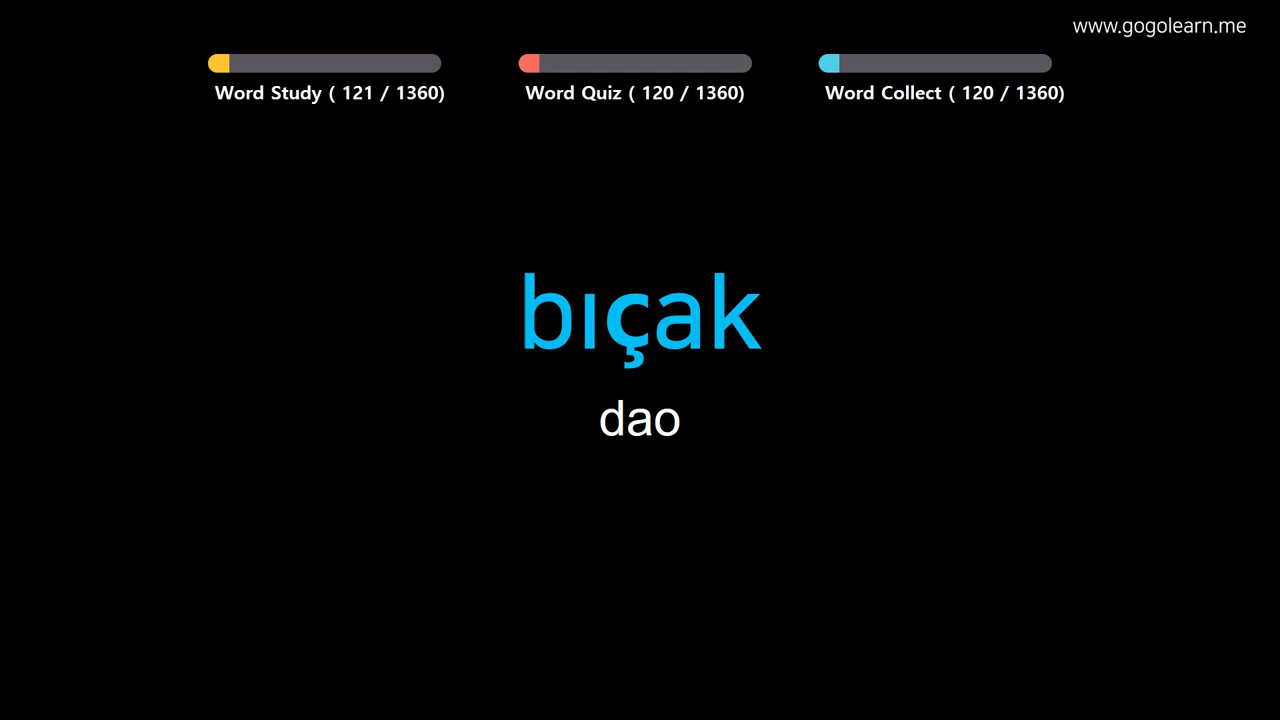 www.gogolearn.me
Word Study ( 121 / 1360)
Word Quiz ( 120 / 1360)
Word Collect ( 120 / 1360)
bıçak
dao